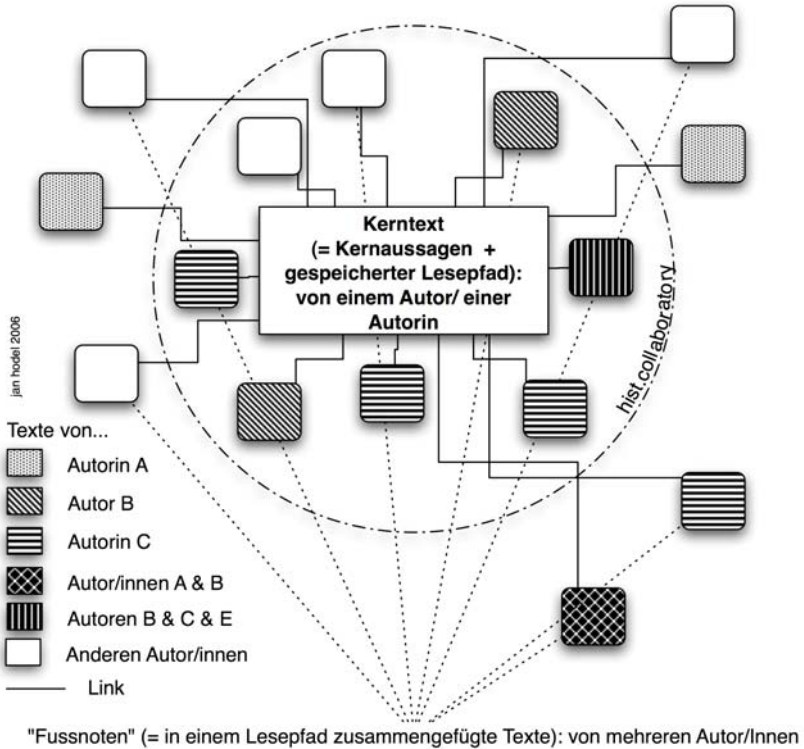 Kerntext
(= Kernaussagen +
gespeicherter Lesepfad):
von einem Autor/ einer
Autorin
hist.collaboratory
jan hodel 2006
Texte von...
Autorin A
Autor B
Autorin C
Autor/innen A & B
Autoren B & C & E
Anderen Autor/innen
Link
"Fussnoten" (= in einem Lesepfad zusammengefügte Texte): von mehreren Autor/Innen